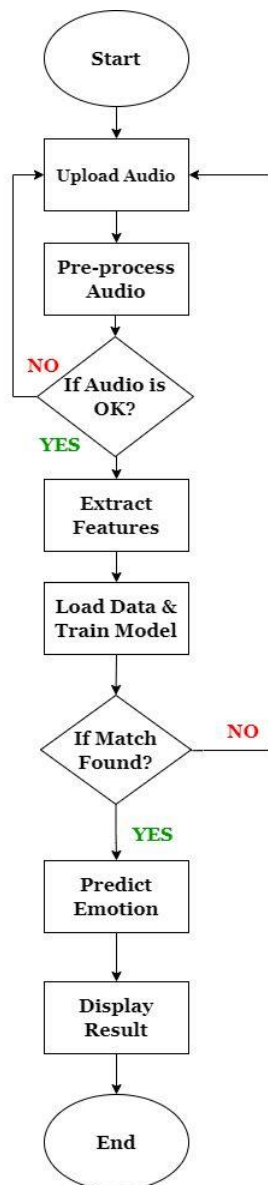 Start
Upload Audio
Pre-process
Audio
NO
If Audio is
OK?
YES
Extract
Features
Load Data &
Train Model
If Match
Found?
NO
YES
Predict
Emotion
Display
Result
End